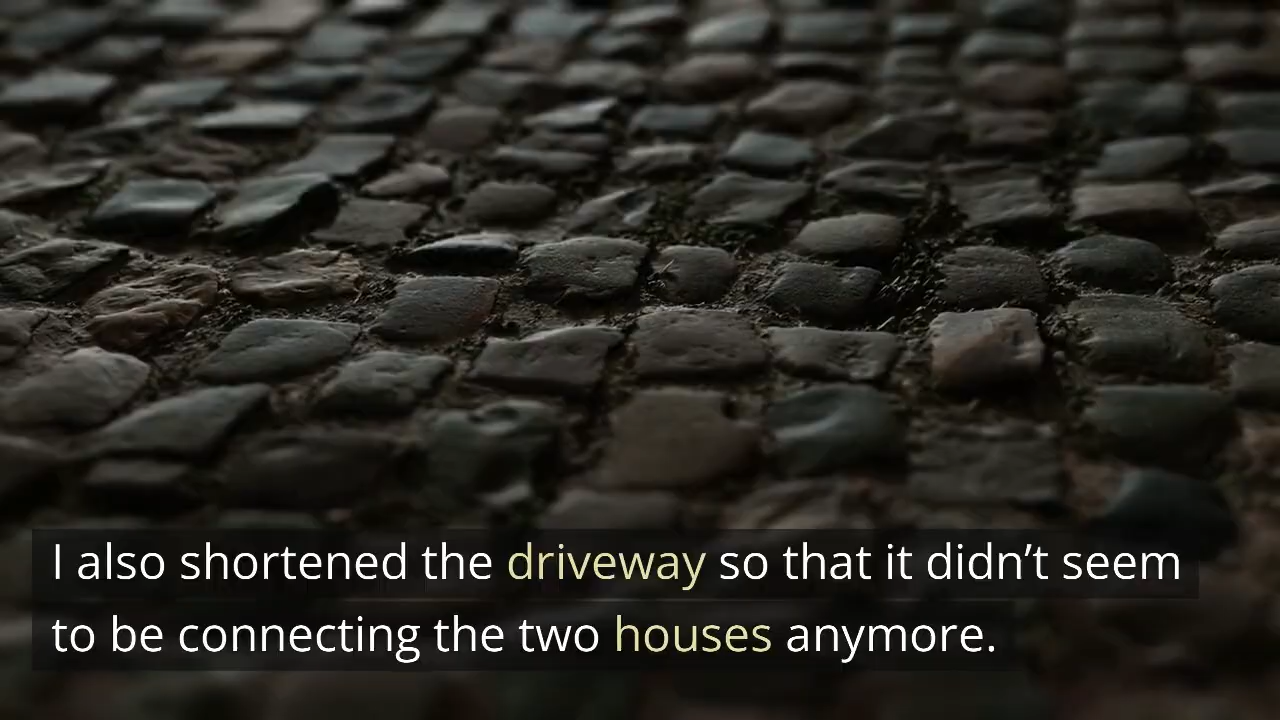 I also shortened the driveway so that it didn’t seem
to be connecting the two houses anymore.